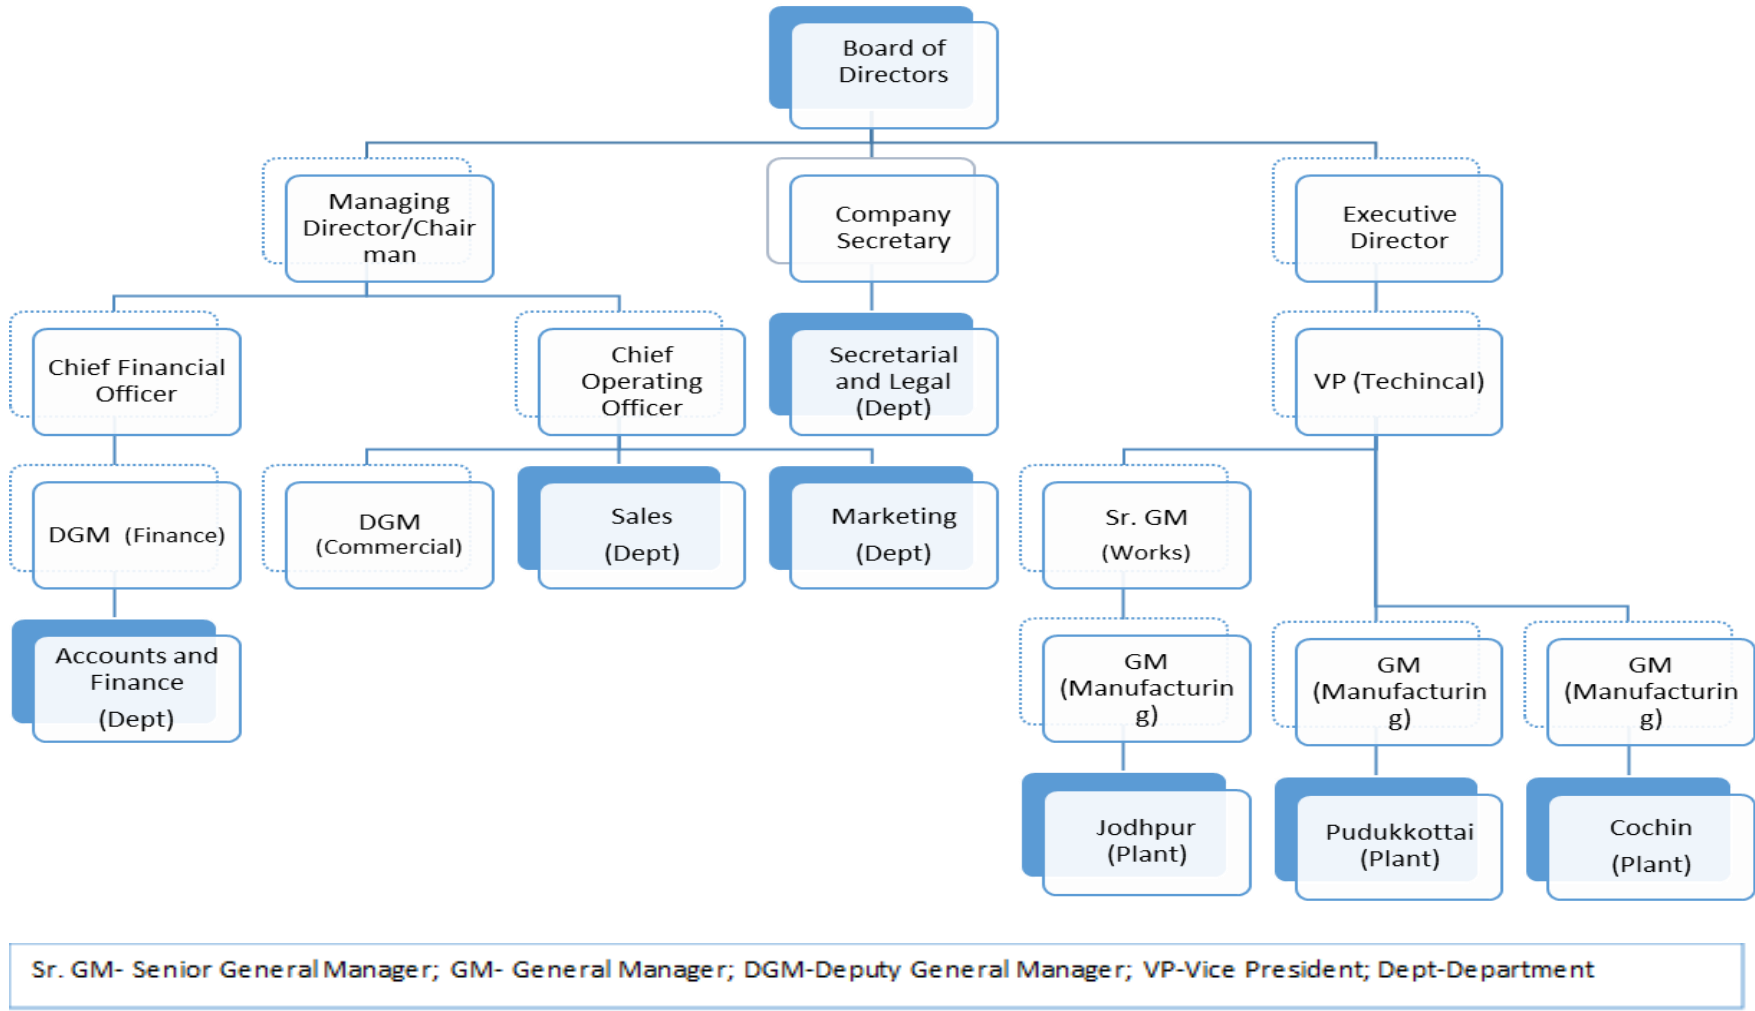 Board of
Directors
Managing
Director/Chair
man
Company
Secretary
Executive
Director
Chief Financial
Officer
Chief
Operating
Officer
Secretarial
and Legal
(Dept)
VP (Techincal)
DGM (Finance)
DGM
(Commercial)
Sales
(Dept)
Marketing
(Dept)
Sr. GM
(Works)
Accounts and
Finance
(Dept)
GM
(Manufacturin
g)
GM
(Manufacturin
g)
GM
(Manufacturin
g)
Jodhpur
(Plant)
Pudukkottai
(Plant)
Cochin
(Plant)
Sr. GM- Senior General Manager; GM- General Manager; DGM-Deputy General Manager; VP-Vice President; Dept-Department